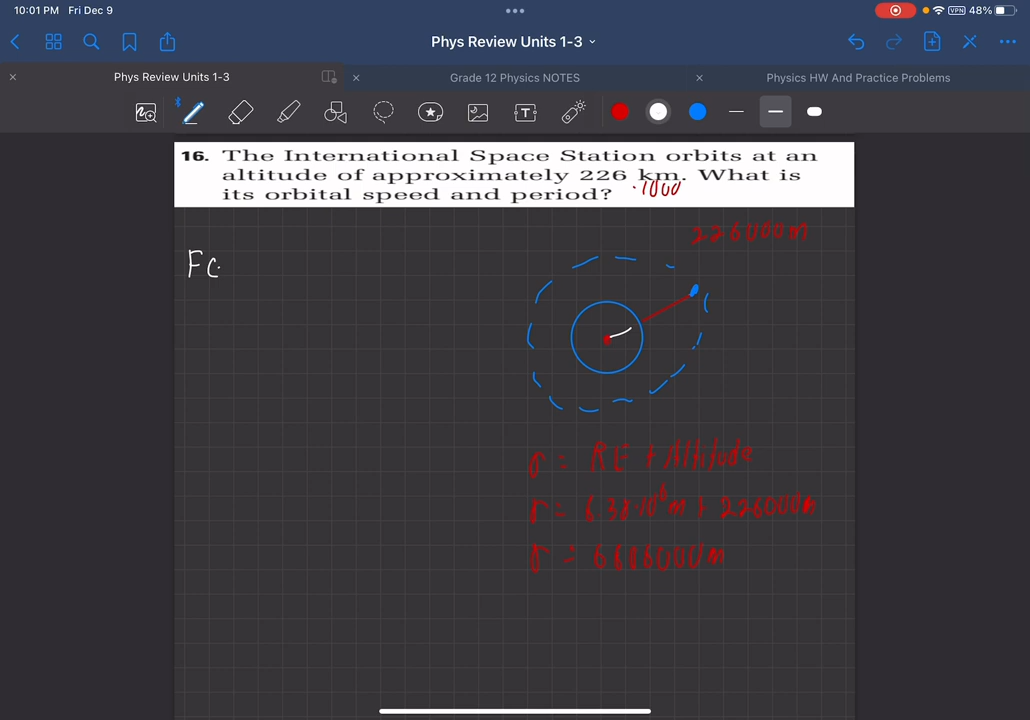 10:01 PM Fri Dec 9
VPN 48%
Phys Review Units 1-3
Phys Review Units 1-3
Grade 12 Physics NOTES
Physics HW And Practice Problems
T
16. The International Space Station orbits at an
altitude of approximately 226 km. What is
its orbital speed and period?
·1000
226000m
Fc
r = RE + Altitude
r = 6.38·10⁶m + 226000m
r = 6606000m